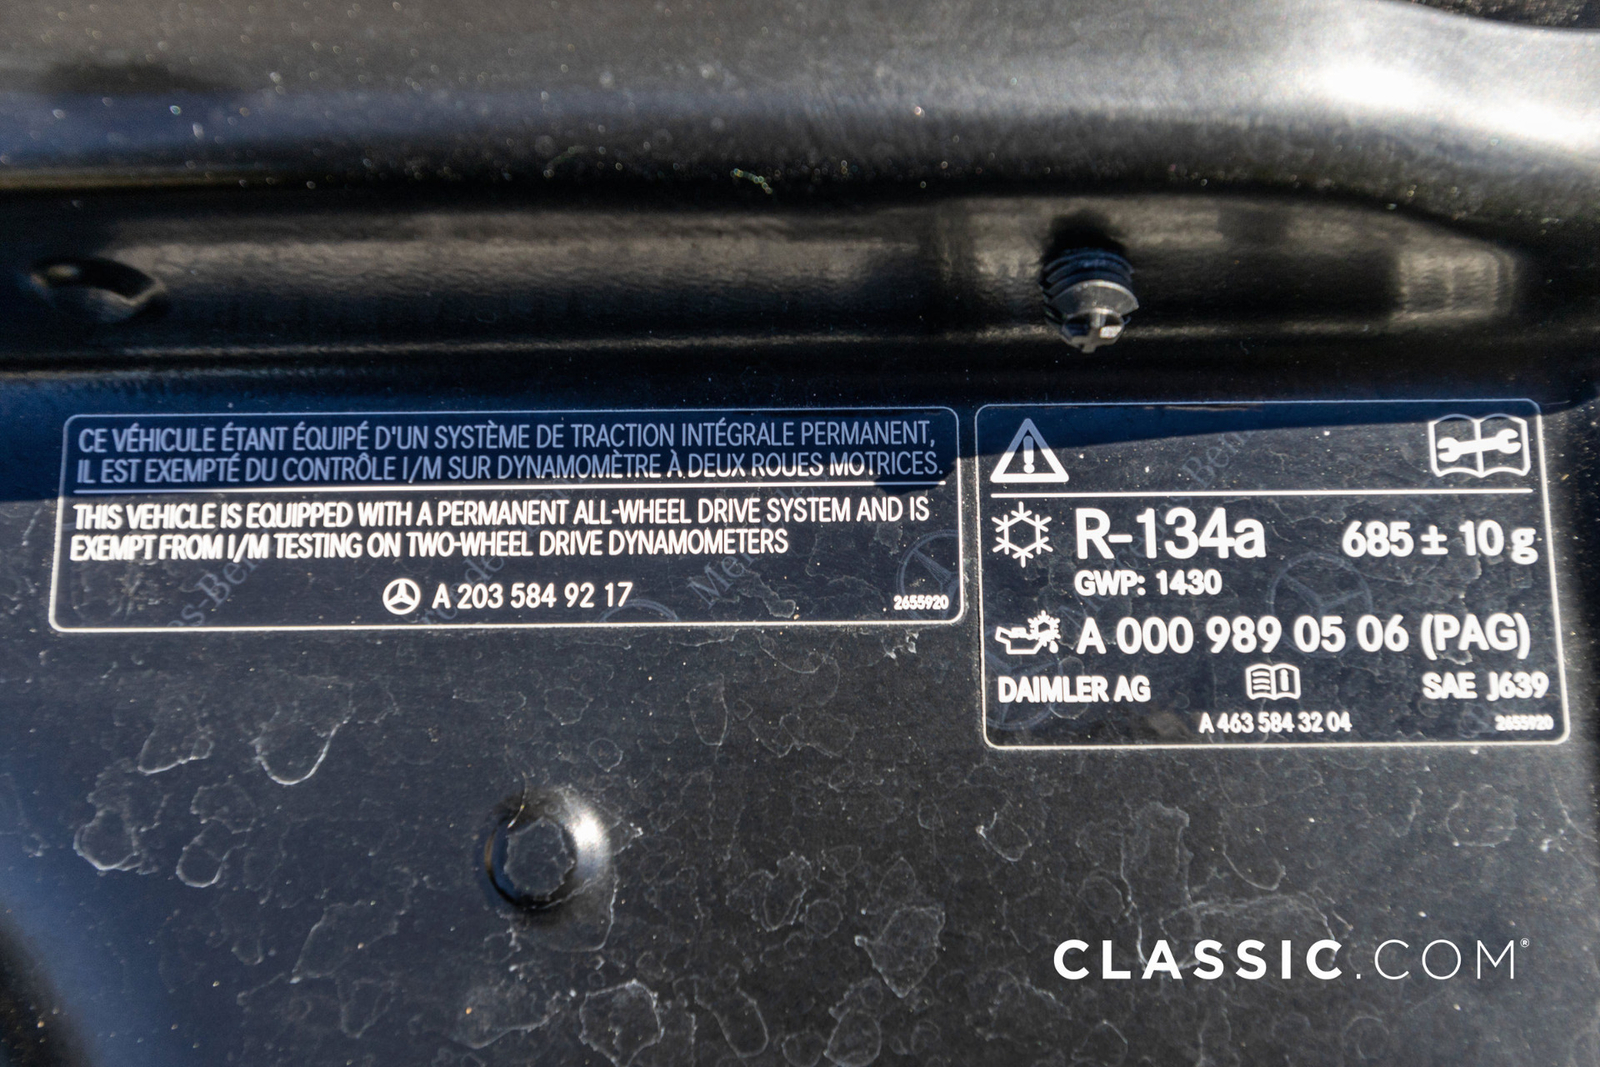 CE VÉHICULE ÉTANT ÉQUIPÉ D'UN SYSTÈME DE TRACTION INTÉGRALE PERMANENT,
IL EST EXEMPTÉ DU CONTRÔLE I/M SUR DYNAMOMÈTRE À DEUX ROUES MOTRICES.
THIS VEHICLE IS EQUIPPED WITH A PERMANENT ALL-WHEEL DRIVE SYSTEM AND IS
EXEMPT FROM I/M TESTING ON TWO-WHEEL DRIVE DYNAMOMETERS
A 203 584 92 17
2655920
R-134a 685 ± 10 g
GWP: 1430
A 000 989 05 06 (PAG)
DAIMLER AG SAE J639
A 463 584 32 04
2655920
CLASSIC.COM®